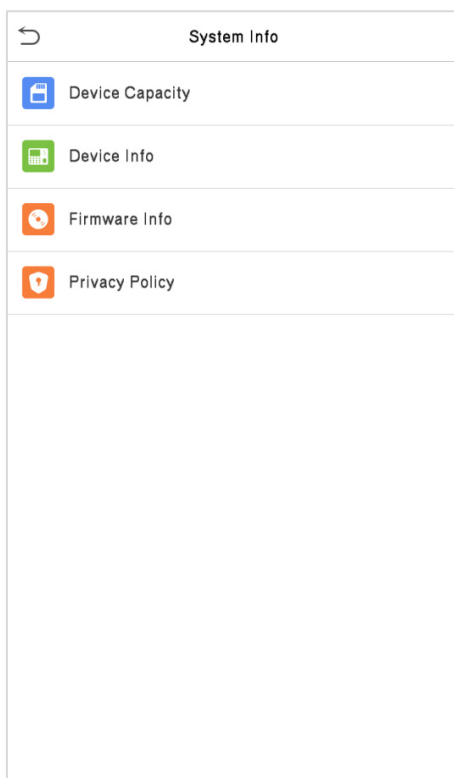 System Info
Device Capacity
Device Info
Firmware Info
Privacy Policy